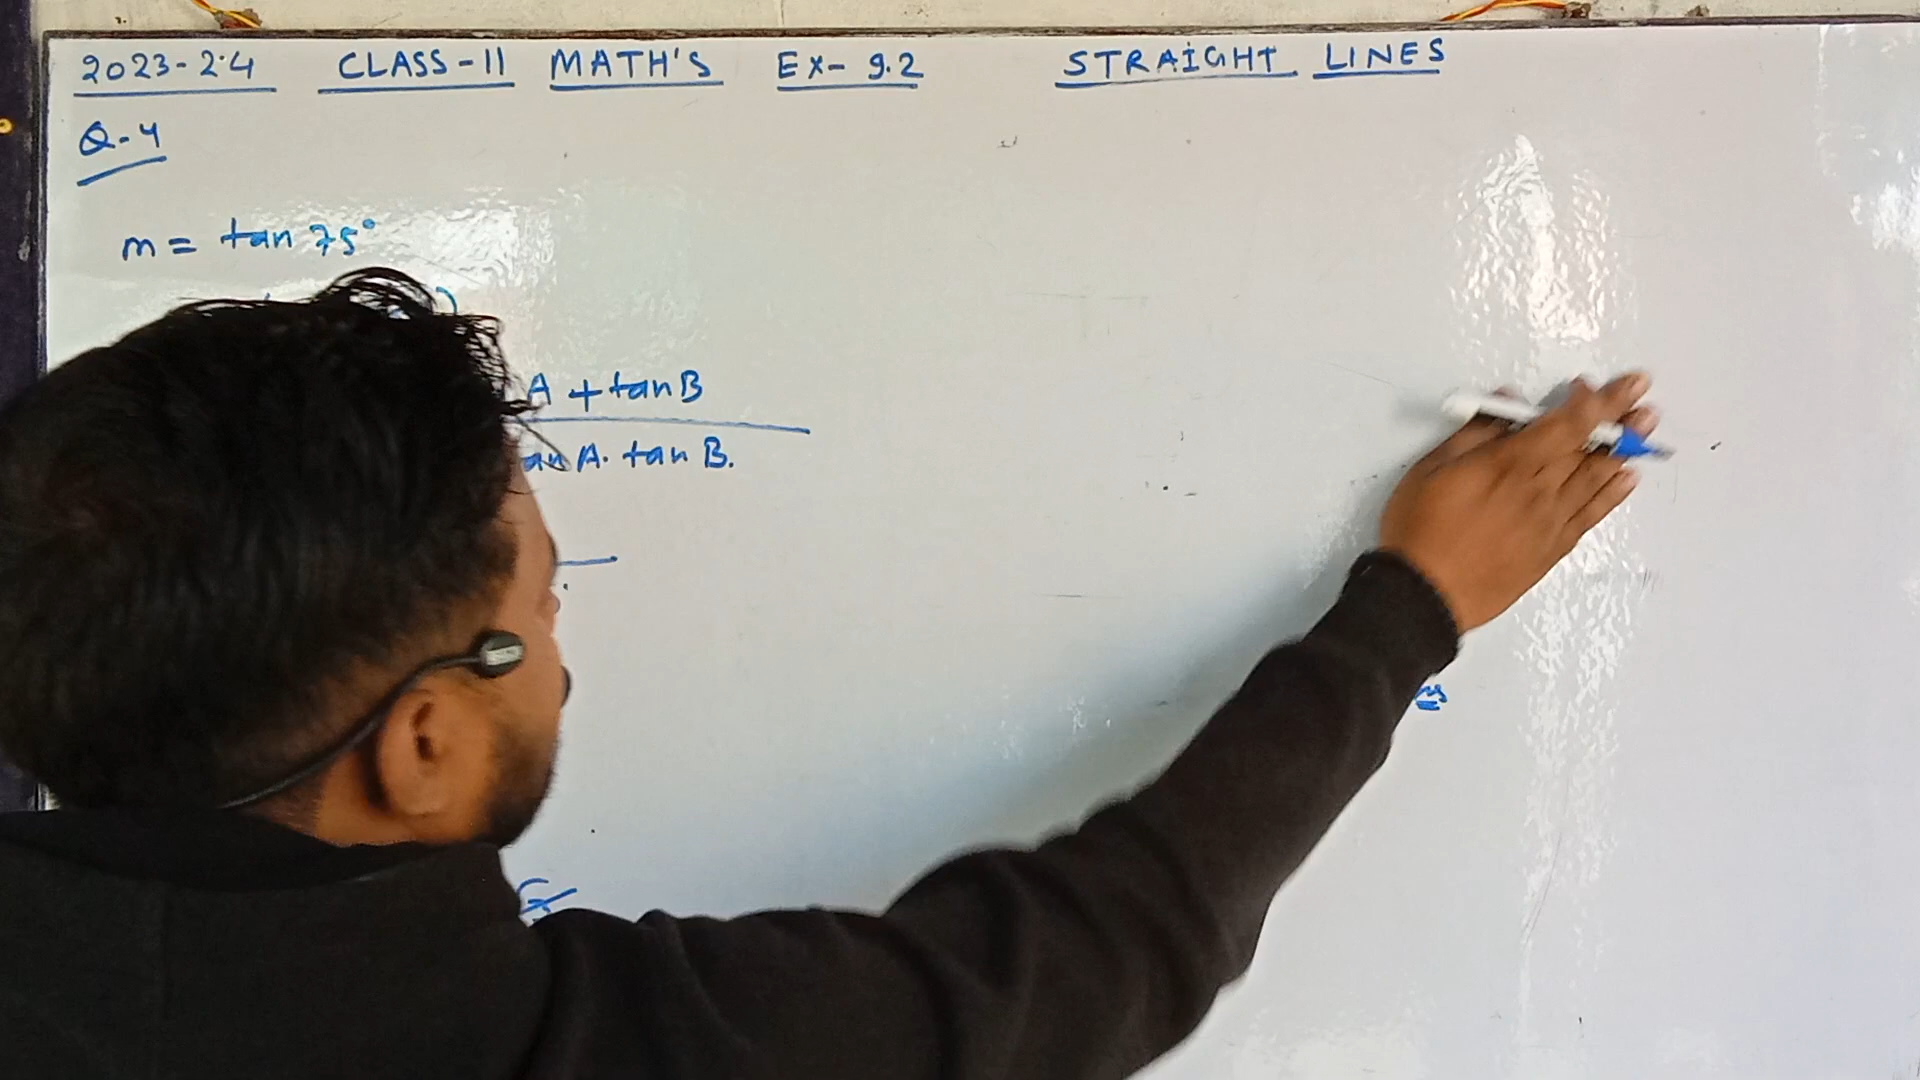 2023-24 CLASS-11 MATH'S EX- 9.2 STRAIGHT LINES
Q-4
m = tan 75°
A + tan B
an A. tan B.